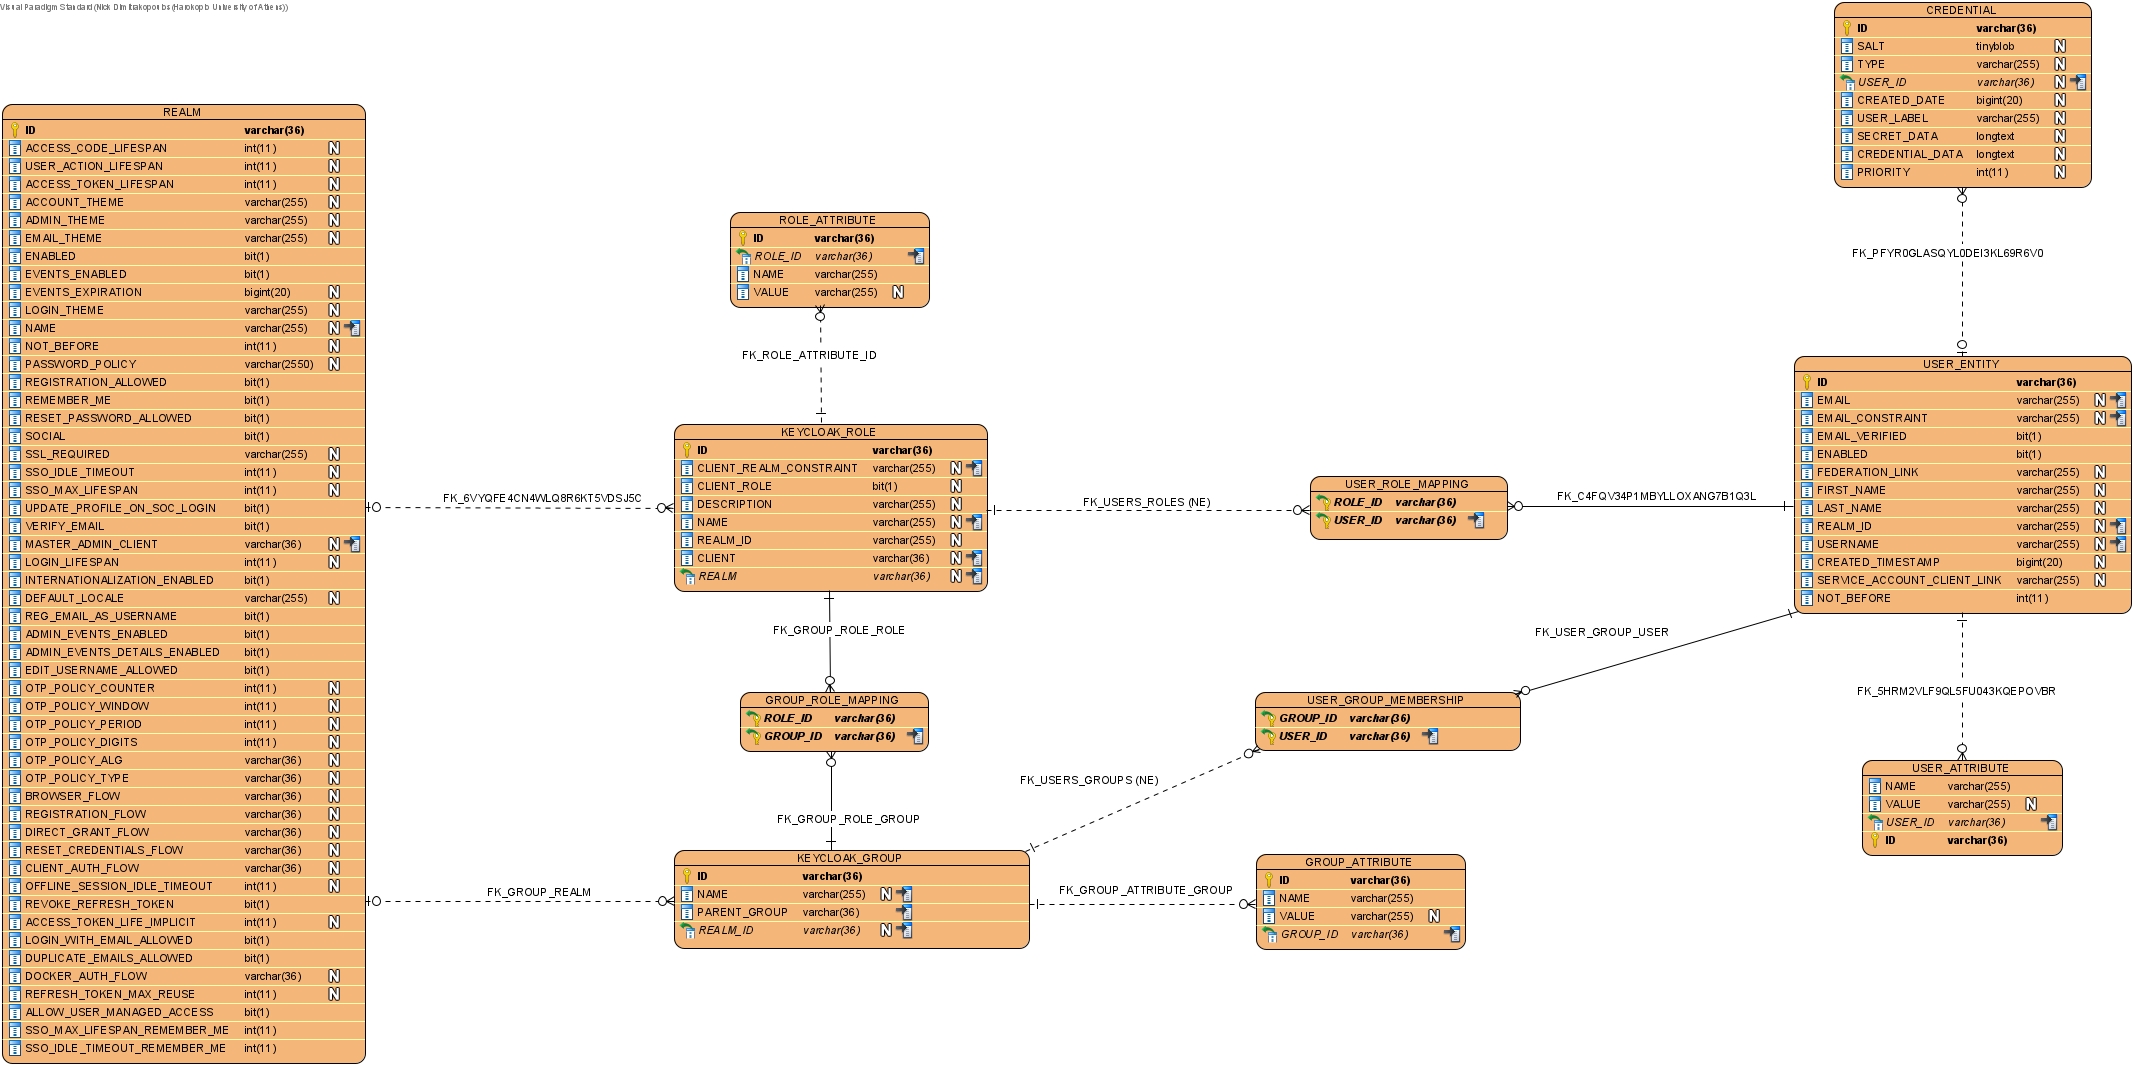 Visual Paradigm Standard (Nick Dimitrakopoulos (Harokopio University of Athens))
CREDENTIAL
ID varchar(36)
SALT tinyblob N
TYPE varchar(255) N
USER_ID varchar(36) N
CREATED_DATE bigint(20) N
USER_LABEL varchar(255) N
SECRET_DATA longtext N
CREDENTIAL_DATA longtext N
PRIORITY int(11) N
REALM
ID varchar(36)
ACCESS_CODE_LIFESPAN int(11) N
USER_ACTION_LIFESPAN int(11) N
ACCESS_TOKEN_LIFESPAN int(11) N
ACCOUNT_THEME varchar(255) N
ADMIN_THEME varchar(255) N
EMAIL_THEME varchar(255) N
ENABLED bit(1)
EVENTS_ENABLED bit(1)
EVENTS_EXPIRATION bigint(20) N
LOGIN_THEME varchar(255) N
NAME varchar(255) N
NOT_BEFORE int(11) N
PASSWORD_POLICY varchar(2550) N
REGISTRATION_ALLOWED bit(1)
REMEMBER_ME bit(1)
RESET_PASSWORD_ALLOWED bit(1)
SOCIAL bit(1)
SSL_REQUIRED varchar(255) N
SSO_IDLE_TIMEOUT int(11) N
SSO_MAX_LIFESPAN int(11) N
UPDATE_PROFILE_ON_SOC_LOGIN bit(1)
VERIFY_EMAIL bit(1)
MASTER_ADMIN_CLIENT varchar(36) N
LOGIN_LIFESPAN int(11) N
INTERNATIONALIZATION_ENABLED bit(1)
DEFAULT_LOCALE varchar(255) N
REG_EMAIL_AS_USERNAME bit(1)
ADMIN_EVENTS_ENABLED bit(1)
ADMIN_EVENTS_DETAILS_ENABLED bit(1)
EDIT_USERNAME_ALLOWED bit(1)
OTP_POLICY_COUNTER int(11) N
OTP_POLICY_WINDOW int(11) N
OTP_POLICY_PERIOD int(11) N
OTP_POLICY_DIGITS int(11) N
OTP_POLICY_ALG varchar(36) N
OTP_POLICY_TYPE varchar(36) N
BROWSER_FLOW varchar(36) N
REGISTRATION_FLOW varchar(36) N
DIRECT_GRANT_FLOW varchar(36) N
RESET_CREDENTIALS_FLOW varchar(36) N
CLIENT_AUTH_FLOW varchar(36) N
OFFLINE_SESSION_IDLE_TIMEOUT int(11) N
REVOKE_REFRESH_TOKEN bit(1)
ACCESS_TOKEN_LIFE_IMPLICIT int(11) N
LOGIN_WITH_EMAIL_ALLOWED bit(1)
DUPLICATE_EMAILS_ALLOWED bit(1)
DOCKER_AUTH_FLOW varchar(36) N
REFRESH_TOKEN_MAX_REUSE int(11) N
ALLOW_USER_MANAGED_ACCESS bit(1)
SSO_MAX_LIFESPAN_REMEMBER_ME int(11)
SSO_IDLE_TIMEOUT_REMEMBER_ME int(11)
ROLE_ATTRIBUTE
ID varchar(36)
ROLE_ID varchar(36)
NAME varchar(255)
VALUE varchar(255) N
FK_ROLE_ATTRIBUTE_ID
FK_PFYR0GLASQYL0DEI3KL69R6V0
KEYCLOAK_ROLE
ID varchar(36)
CLIENT_REALM_CONSTRAINT varchar(255) N
CLIENT_ROLE bit(1) N
DESCRIPTION varchar(255) N
NAME varchar(255) N
REALM_ID varchar(255) N
CLIENT varchar(36) N
REALM varchar(36) N
FK_6VYQFE4CN4WLQ8R6KT5VDSJ5C
FK_USERS_ROLES (NE)
USER_ROLE_MAPPING
ROLE_ID varchar(36)
USER_ID varchar(36)
FK_C4FQV34P1MBYLLOXANG7B1Q3L
USER_ENTITY
ID varchar(36)
EMAIL varchar(255) N
EMAIL_CONSTRAINT varchar(255) N
EMAIL_VERIFIED bit(1)
ENABLED bit(1)
FEDERATION_LINK varchar(255) N
FIRST_NAME varchar(255) N
LAST_NAME varchar(255) N
REALM_ID varchar(255) N
USERNAME varchar(255) N
CREATED_TIMESTAMP bigint(20) N
SERVICE_ACCOUNT_CLIENT_LINK varchar(255) N
NOT_BEFORE int(11)
FK_GROUP_ROLE_ROLE
FK_USER_GROUP_USER
FK_5HRM2VLF9QL5FU043KQEPOVBR
GROUP_ROLE_MAPPING
ROLE_ID varchar(36)
GROUP_ID varchar(36)
USER_GROUP_MEMBERSHIP
GROUP_ID varchar(36)
USER_ID varchar(36)
FK_USERS_GROUPS (NE)
USER_ATTRIBUTE
NAME varchar(255)
VALUE varchar(255) N
USER_ID varchar(36)
ID varchar(36)
FK_GROUP_ROLE_GROUP
FK_GROUP_REALM
KEYCLOAK_GROUP
ID varchar(36)
NAME varchar(255) N
PARENT_GROUP varchar(36)
REALM_ID varchar(36) N
FK_GROUP_ATTRIBUTE_GROUP
GROUP_ATTRIBUTE
ID varchar(36)
NAME varchar(255)
VALUE varchar(255) N
GROUP_ID varchar(36)